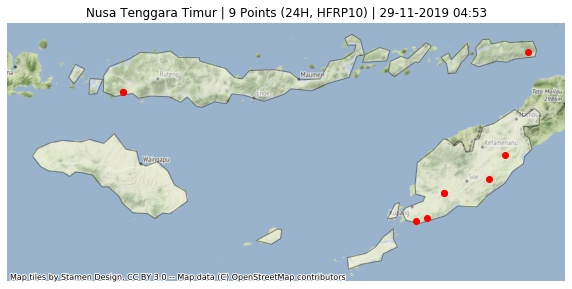 Nusa Tenggara Timur | 9 Points (24H, HFRP10) | 29-11-2019 04:53
Ruteng
Maumere
Ende
Waingapu
Kefamenanu
Soe
Kupang
Map tiles by Stamen Design, CC BY 3.0 -- Map data (C) OpenStreetMap contributors